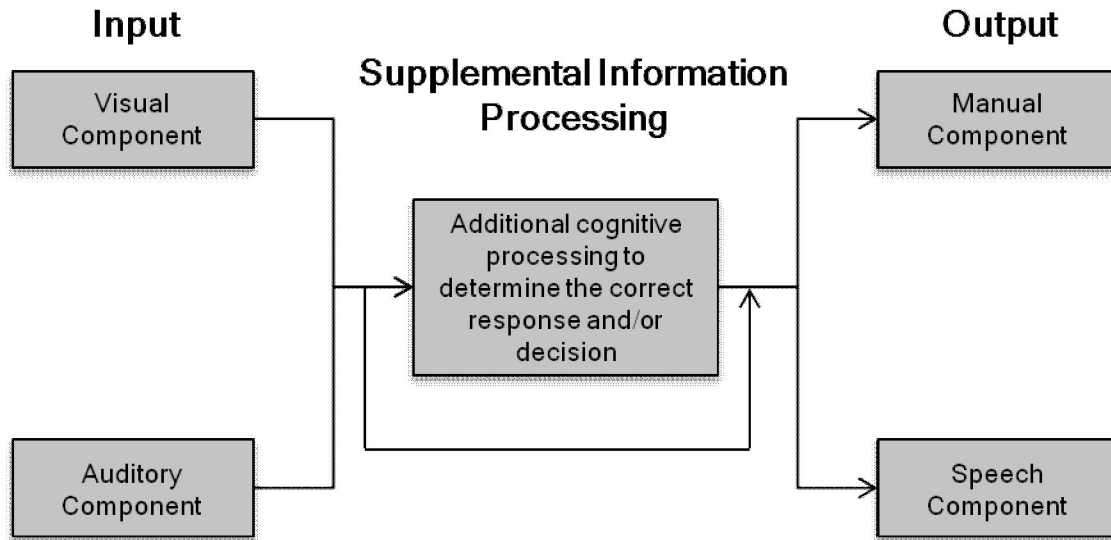 Input
Output
Supplemental Information
Processing
Visual
Component
Manual
Component
Additional cognitive
processing to
determine the correct
response and/or
decision
Auditory
Component
Speech
Component